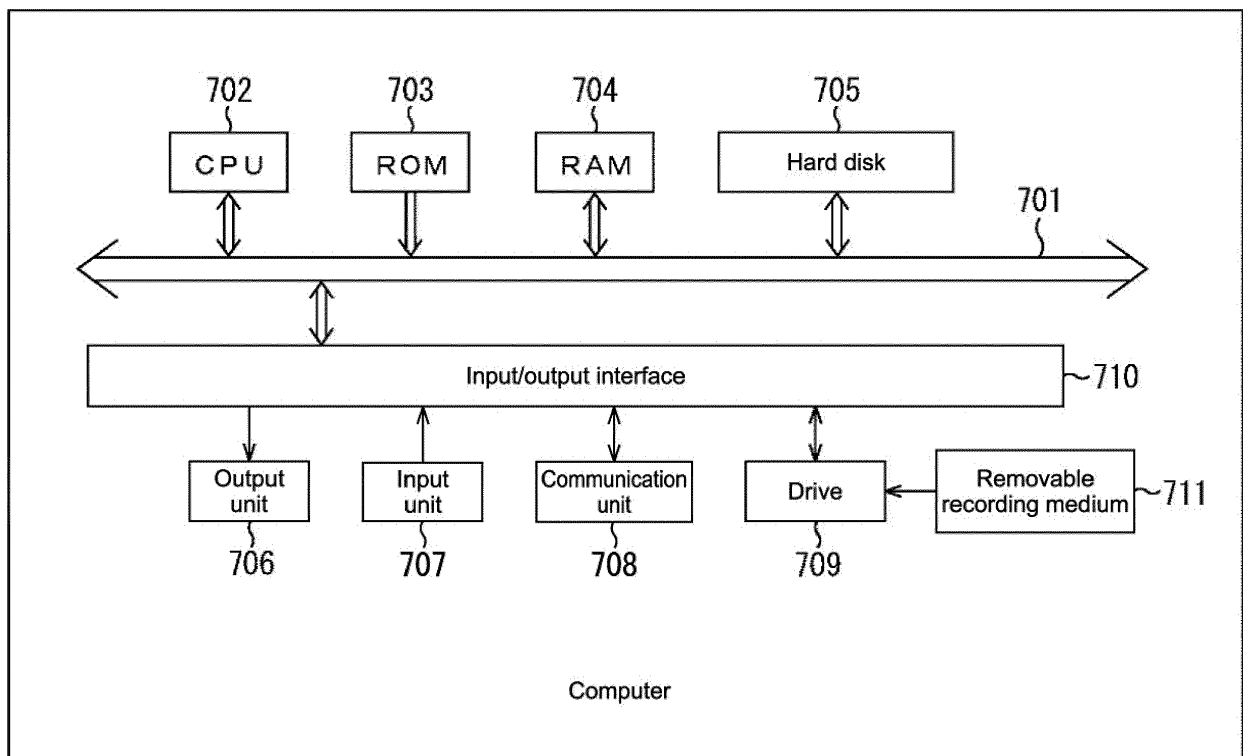 702
703
704
705
CPU
ROM
RAM
Hard disk
701
Input/output interface
710
Output
unit
Input
unit
Communication
unit
Drive
Removable
recording medium
711
706
707
708
709
Computer